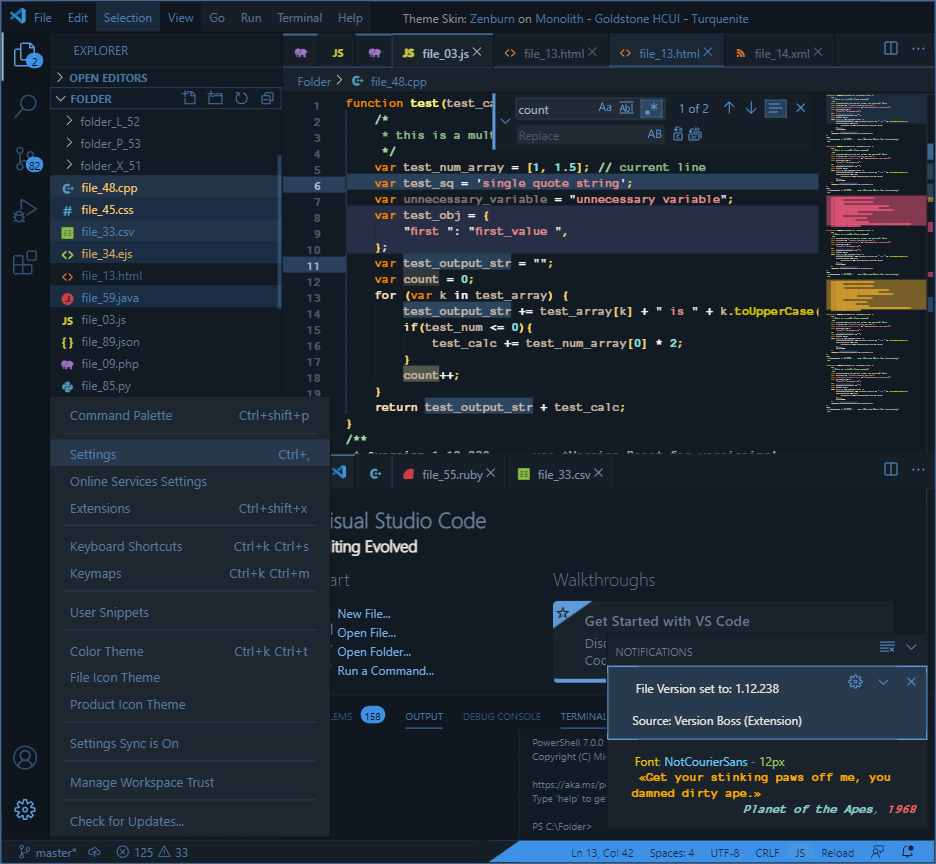 File Edit Selection View Go Run Terminal Help Theme Skin: Zenburn on Monolith - Goldstone HCUI - Turquenite
2
82
EXPLORER
OPEN EDITORS
FOLDER
folder_L_52
folder_P_53
folder_X_51
file_48.cpp
file_45.css
file_33.csv
file_34.ejs
file_13.html
file_59.java
file_03.js
file_89.json
file_09.php
file_85.py
JS file_03.js file_13.html file_13.html file_14.xml
Folder > file_48.cpp
count Aa Ab .* 1 of 2
Replace AB
1 function test(test_ca
2 /*
3 * this is a mul
4 */
5 var test_num_array = [1, 1.5]; // current line
6 var test_sq = 'single quote string';
7 var unnecessary_variable = "unnecessary variable";
8 var test_obj = {
9 "first ": "first_value ",
10 };
11 var test_output_str = "";
12 var count = 0;
13 for (var k in test_array) {
14 test_output_str += test_array[k] + " is " + k.toUpperCase(
15 if(test_num <= 0){
16 test_calc += test_num_array[0] * 2;
17 }
18 count++;
19 }
return test_output_str + test_calc;
}
/**
Command Palette Ctrl+shift+p
Settings Ctrl+,
Online Services Settings
Extensions Ctrl+shift+x
Keyboard Shortcuts Ctrl+k Ctrl+s
Keymaps Ctrl+k Ctrl+m
User Snippets
Color Theme Ctrl+k Ctrl+t
File Icon Theme
Product Icon Theme
Settings Sync is On
Manage Workspace Trust
Check for Updates...
file_55.ruby file_33.csv
isual Studio Code
iting Evolved
art
New File...
Open File...
Open Folder...
Run a Command...
Walkthroughs
Get Started with VS Code
Disc
Coc
NOTIFICATIONS
File Version set to: 1.12.238
Source: Version Boss (Extension)
Font: NotCourierSans - 12px
«Get your stinking paws off me, you
damned dirty ape.»
Planet of the Apes, 1968
LEMS 158 OUTPUT DEBUG CONSOLE TERMINAL
PowerShell 7.0.0
Copyright (C) Mi
https://aka.ms/p
Type 'help' to ge
PS C:\Folder>
master* 125 33 Ln 13, Col 42 Spaces: 4 UTF-8 CRLF JS Reload